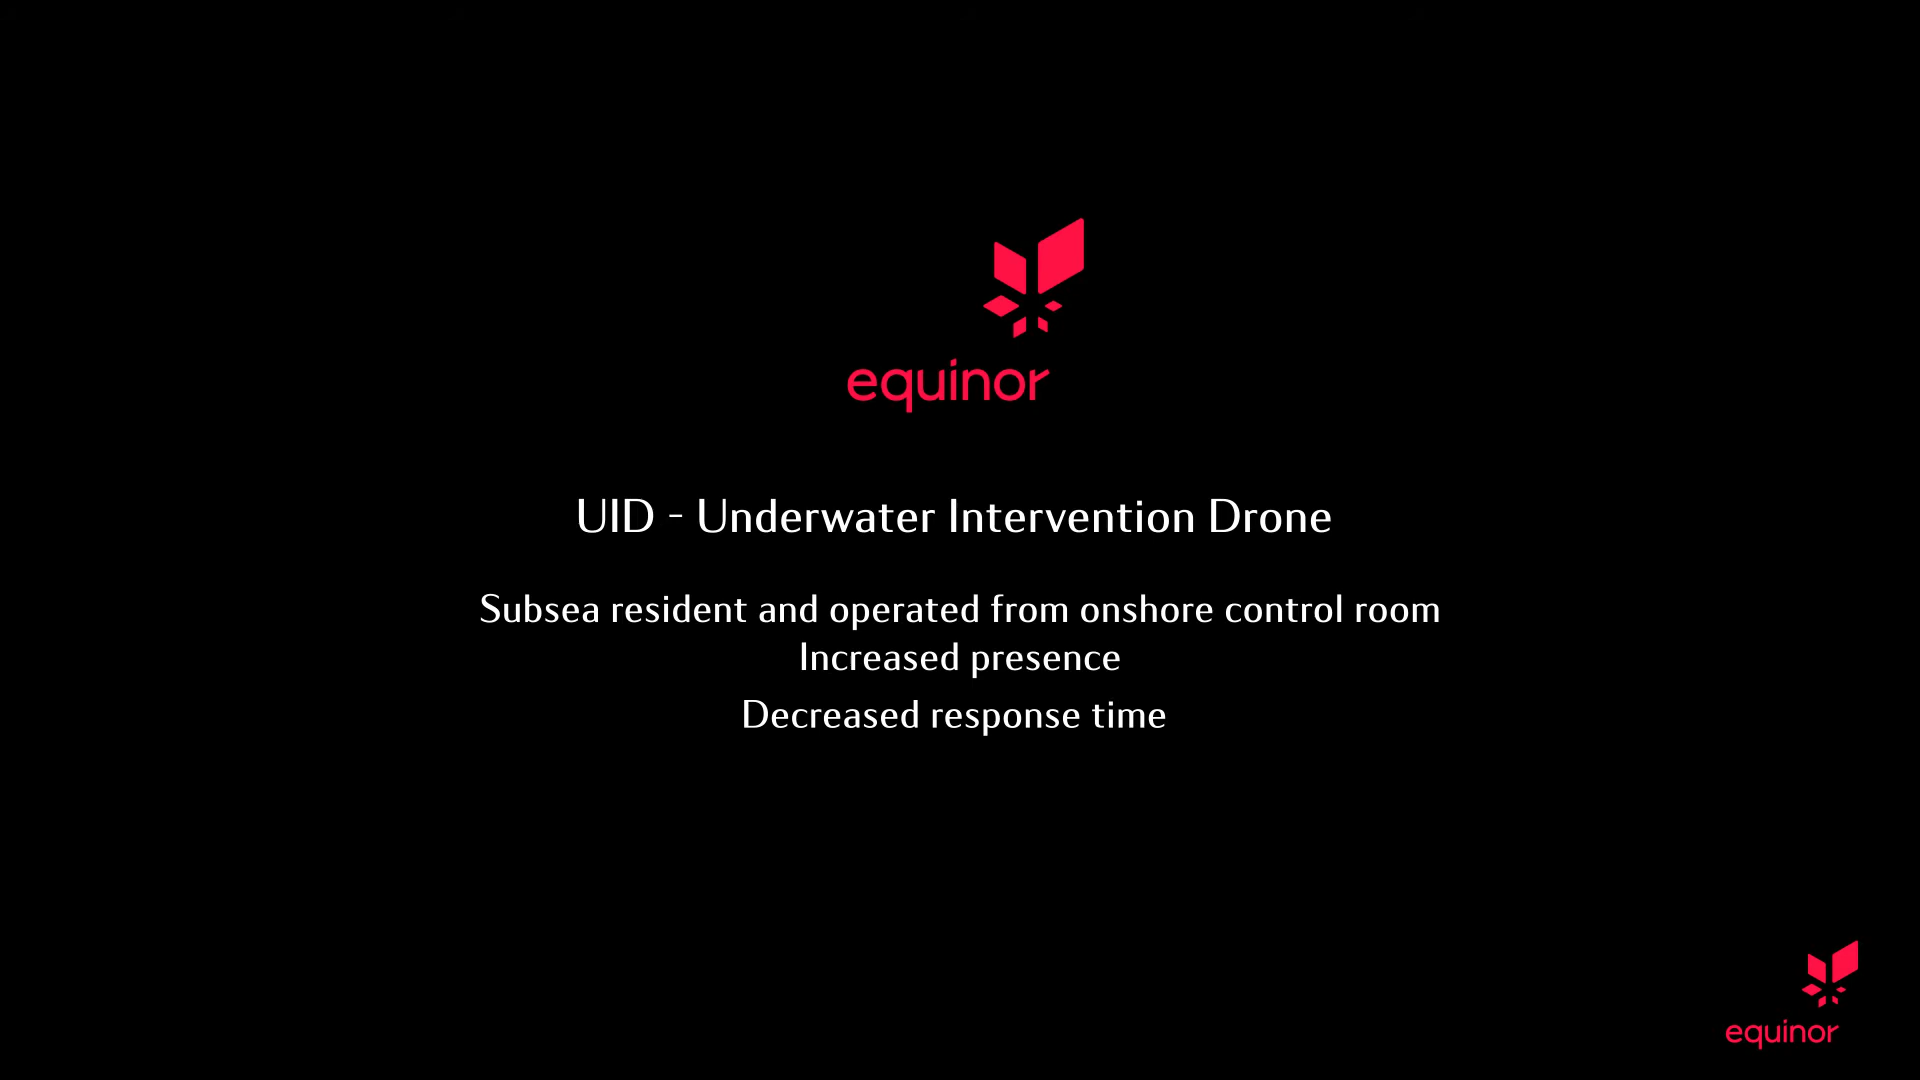 equinor
UID - Underwater Intervention Drone
Subsea resident and operated from onshore control room
Increased presence
Decreased response time
equinor